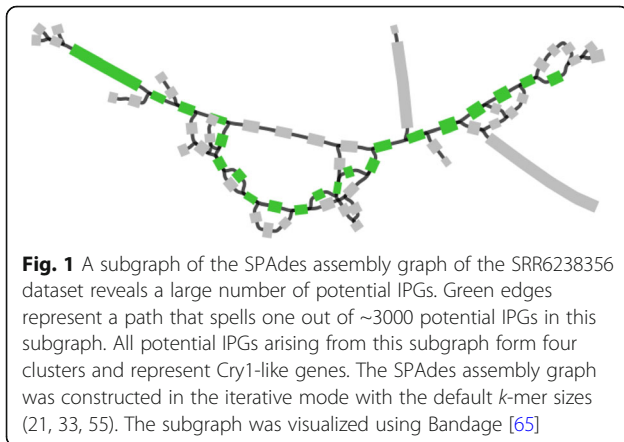 Fig. 1 A subgraph of the SPAdes assembly graph of the SRR6238356
dataset reveals a large number of potential IPGs. Green edges
represent a path that spells one out of ~3000 potential IPGs in this
subgraph. All potential IPGs arising from this subgraph form four
clusters and represent Cry1-like genes. The SPAdes assembly graph
was constructed in the iterative mode with the default k-mer sizes
(21, 33, 55). The subgraph was visualized using Bandage [65]